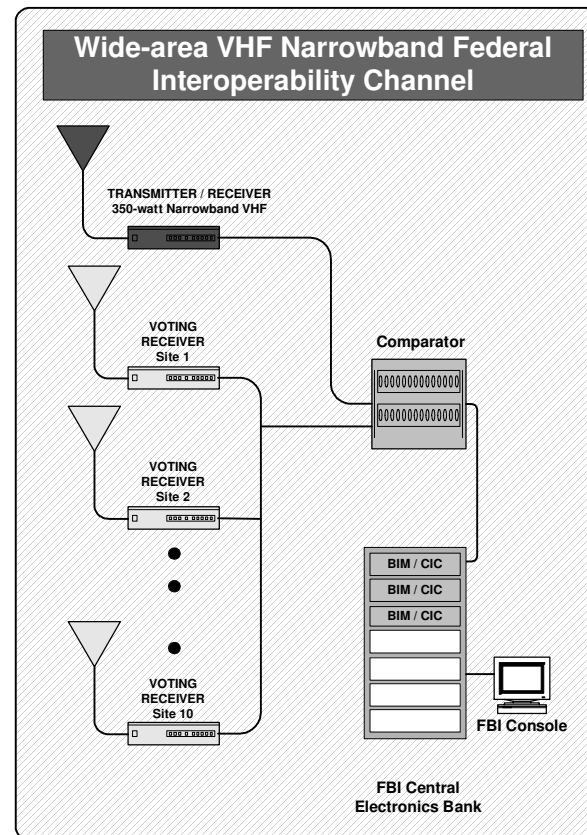 Wide-area VHF Narrowband Federal
Interoperability Channel
TRANSMITTER / RECEIVER
350-watt Narrowband VHF
VOTING
RECEIVER
Site 1
Comparator
VOTING
RECEIVER
Site 2
BIM / CIC
BIM / CIC
BIM / CIC
VOTING
RECEIVER
Site 10
FBI Console
FBI Central
Electronics Bank